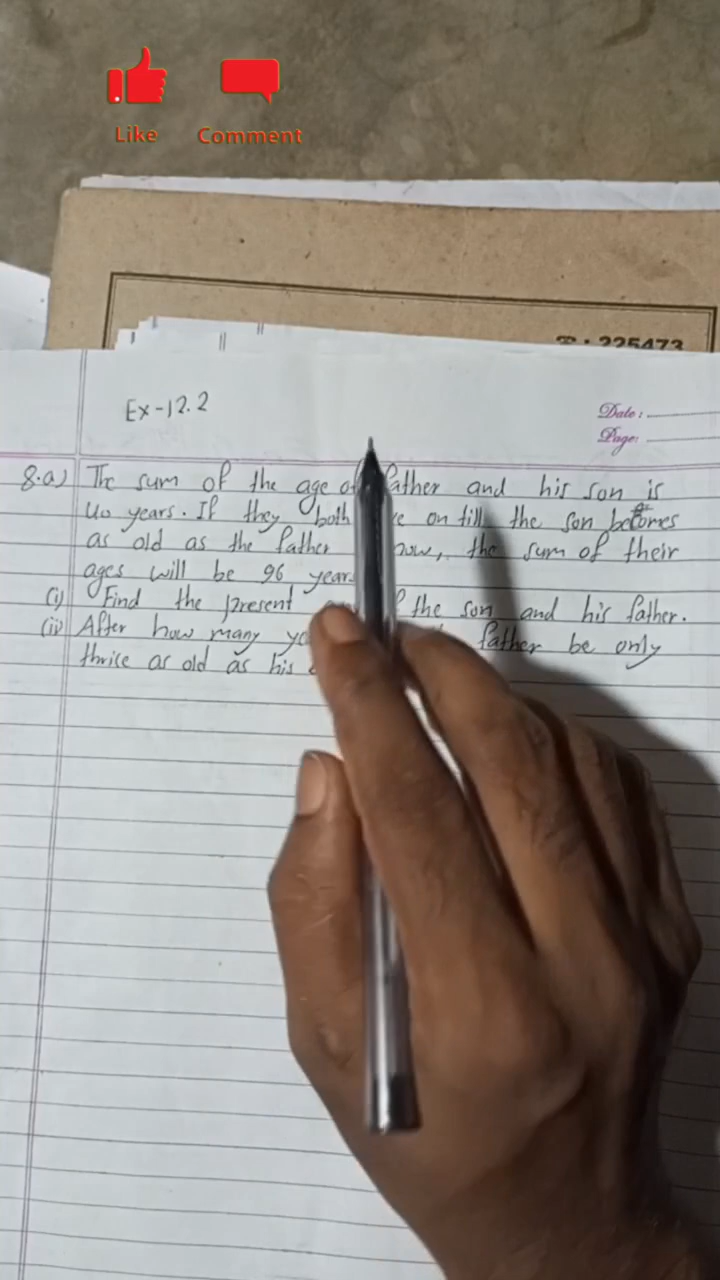 Like Comment
225473
Ex-12.2
Date:
Page:
8.a) The sum of the age of father and his son is
40 years. If they both on till the son becomes
as old as the father now, the sum of their
ages will be 96 years
(i) Find the present the son and his father.
(ii) After how many father be only
thrise as old as his